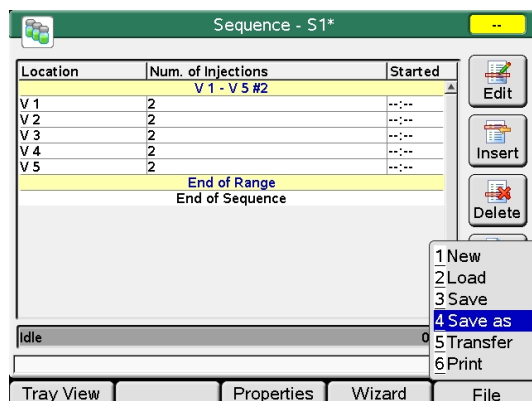 Sequence - S1*
--
Location Num. of Injections Started
V 1 - V 5 #2
V 1 2 --:--
V 2 2 --:--
V 3 2 --:--
V 4 2 --:--
V 5 2 --:--
End of Range
End of Sequence
Edit
Insert
Delete
1 New
2 Load
3 Save
4 Save as
5 Transfer
6 Print
Idle 0
Tray View Properties Wizard File